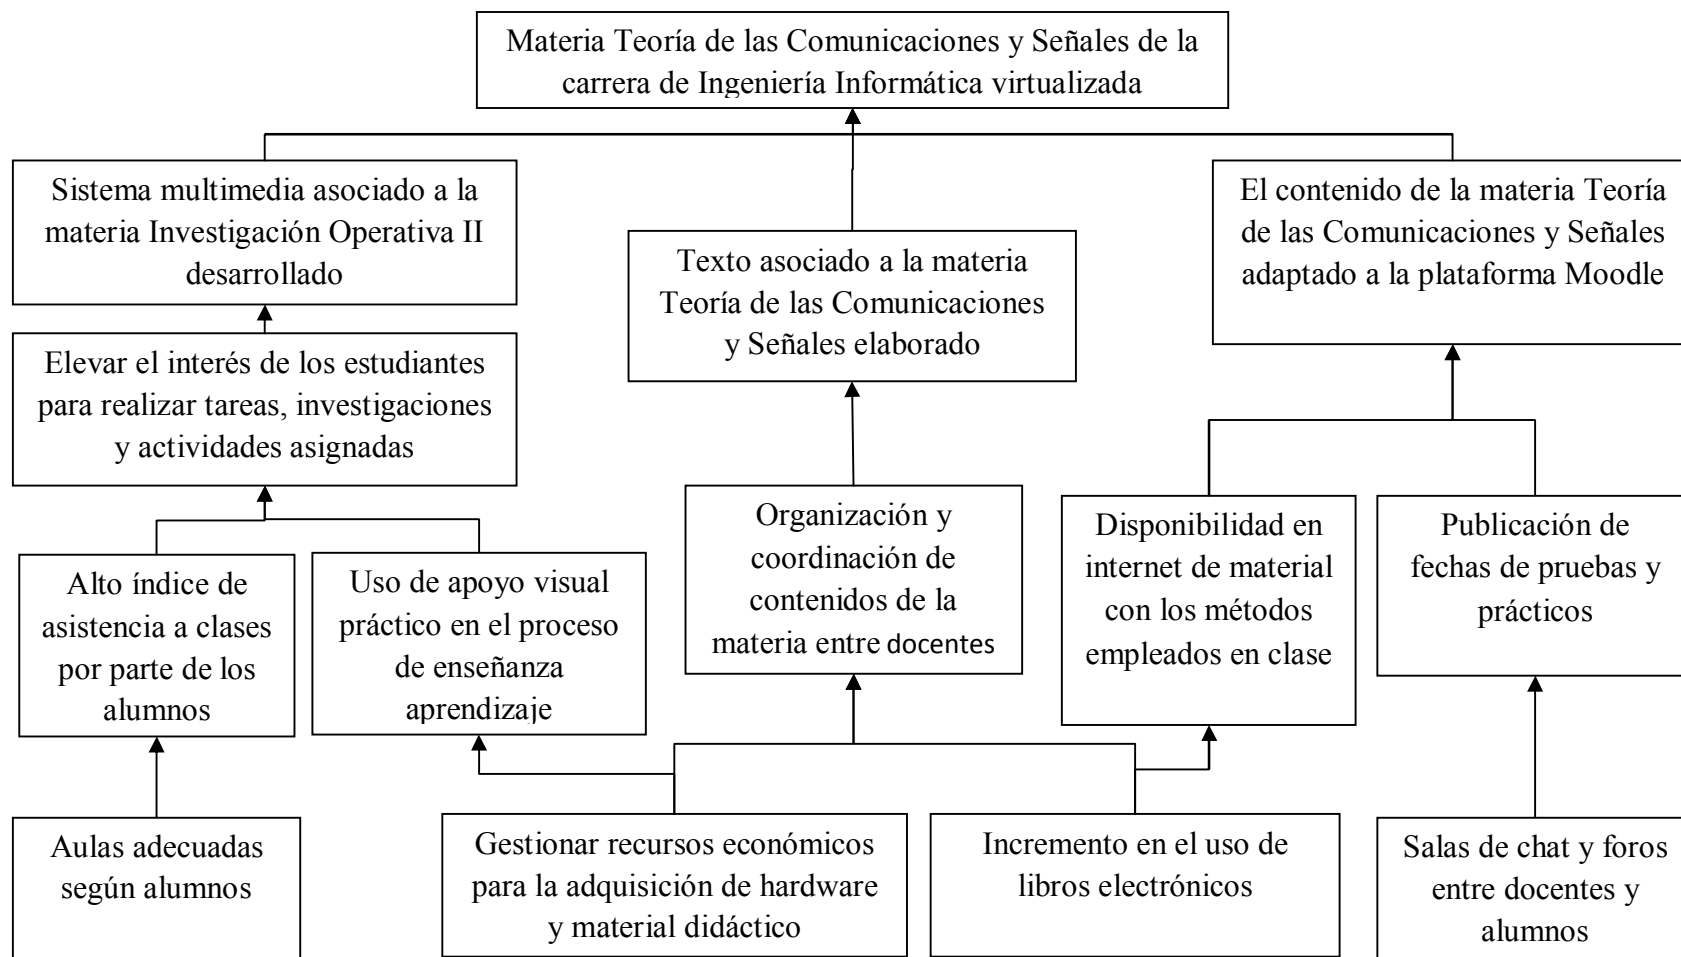 Materia Teoría de las Comunicaciones y Señales de la
carrera de Ingeniería Informática virtualizada
Sistema multimedia asociado a la
materia Investigación Operativa II
desarrollado
Texto asociado a la materia
Teoría de las Comunicaciones
y Señales elaborado
El contenido de la materia Teoría
de las Comunicaciones y Señales
adaptado a la plataforma Moodle
Elevar el interés de los estudiantes
para realizar tareas, investigaciones
y actividades asignadas
Alto índice de
asistencia a clases
por parte de los
alumnos
Uso de apoyo visual
práctico en el proceso
de enseñanza
aprendizaje
Organización y
coordinación de
contenidos de la
materia entre docentes
Disponibilidad en
internet de material
con los métodos
empleados en clase
Publicación de
fechas de pruebas y
prácticos
Aulas adecuadas
según alumnos
Gestionar recursos económicos
para la adquisición de hardware
y material didáctico
Incremento en el uso de
libros electrónicos
Salas de chat y foros
entre docentes y
alumnos